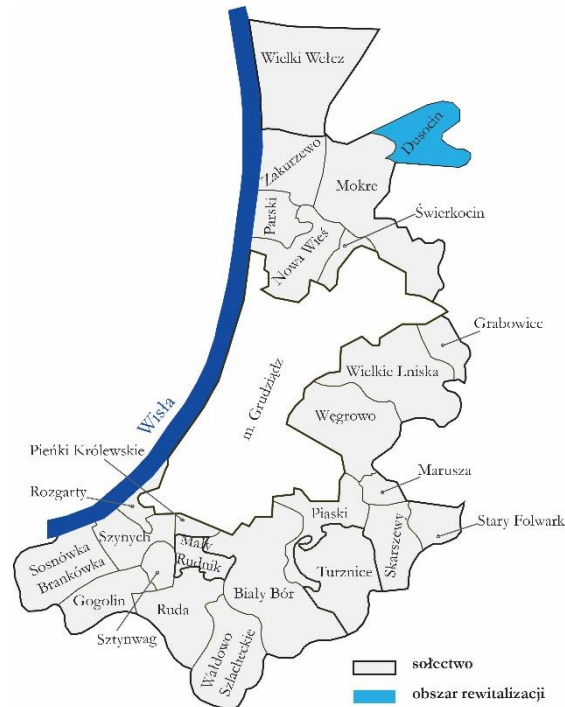 Wielki Wełcz
Dusocin
Zakurzewo
Mokre
Parski
Świerkocin
Nowa Wieś
Grabowiec
Wielkie Lniska
m. Grudziądz
Wisła
Węgrowo
Pieńki Królewskie
Marusza
Rozgarty
Piaski
Stary Folwark
Szynych
Mały
Rudnik
Skarszewy
Sosnówka
Brankówka
Turznice
Gogolin
Ruda
Biały Bór
Sztynwag
Wałdowo
Szlacheckie
sołectwo
obszar rewitalizacji